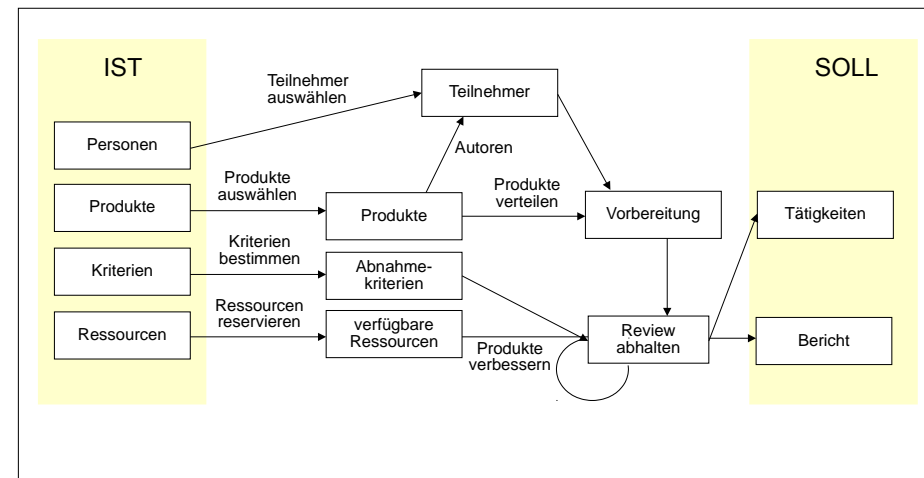 IST
SOLL
Teilnehmer
auswählen
Teilnehmer
Personen
Autoren
Produkte
auswählen
Produkte
verteilen
Produkte
Produkte
Vorbereitung
Tätigkeiten
Kriterien
bestimmen
Kriterien
Abnahme-
kriterien
Ressourcen
reservieren
Ressourcen
verfügbare
Ressourcen
Produkte
verbessern
Review
abhalten
Bericht